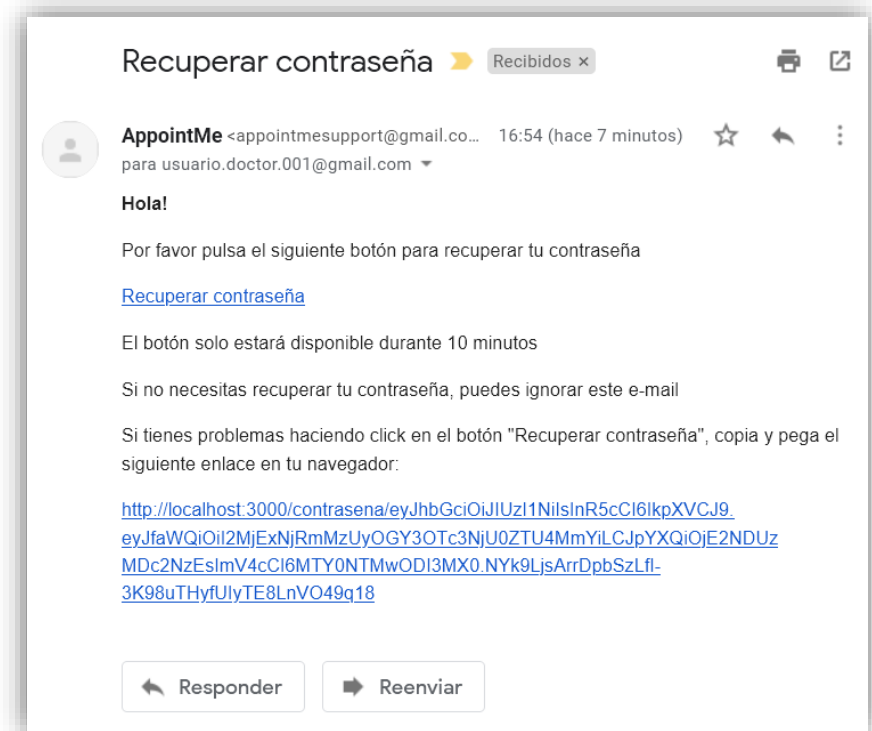 Recuperar contraseña Recibidos ×
AppointMe <appointmesupport@gmail.co... 16:54 (hace 7 minutos)
para usuario.doctor.001@gmail.com
Hola!
Por favor pulsa el siguiente botón para recuperar tu contraseña
Recuperar contraseña
El botón solo estará disponible durante 10 minutos
Si no necesitas recuperar tu contraseña, puedes ignorar este e-mail
Si tienes problemas haciendo click en el botón "Recuperar contraseña", copia y pega el
siguiente enlace en tu navegador:
http://localhost:3000/contrasena/eyJhbGciOiJIUzI1NiIsInR5cCI6IkpXVCJ9.
eyJfaWQiOiI2MjExNjRmMzUyOGY3OTc3NjU0ZTU4MmYiLCJpYXQiOjE2NDUz
MDc2NzEsImV4cCI6MTY0NTMwODI3MX0.NYk9LjsArrDpbSzLfI-
3K98uTHyfUIyTE8LnVO49q18
Responder Reenviar